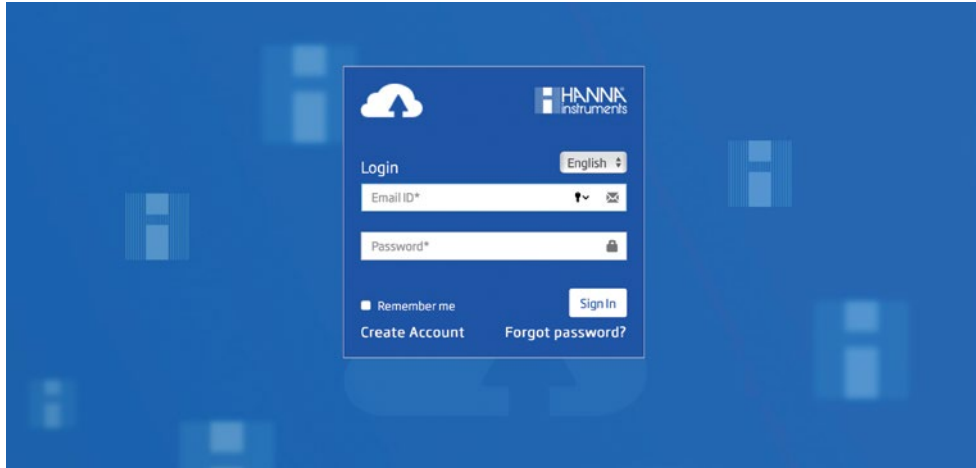 HANNA
instruments
Login
English
Email ID*
Password*
Remember me
Sign In
Create Account
Forgot password?